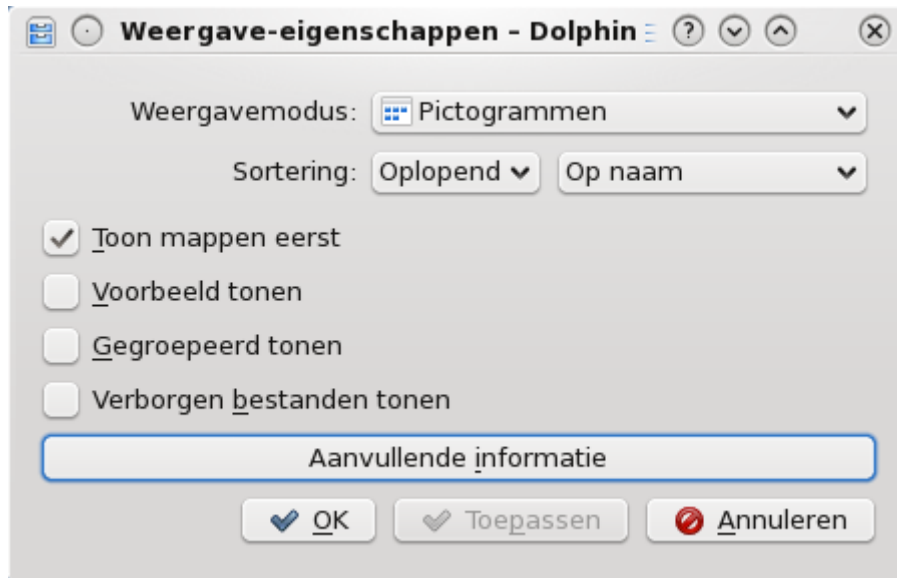 Weergave-eigenschappen – Dolphin
Weergavemodus: Pictogrammen
Sortering: Oplopend Op naam
Toon mappen eerst
Voorbeeld tonen
Gegroepeerd tonen
Verborgen bestanden tonen
Aanvullende informatie
OK Toepassen Annuleren